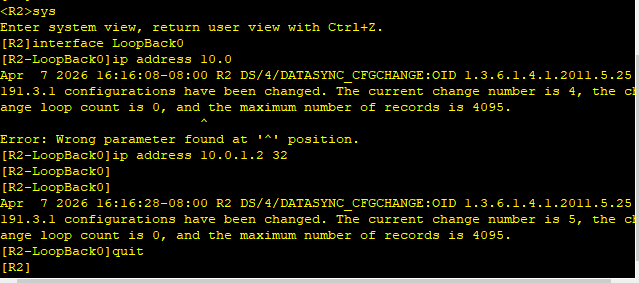 <R2>sys
Enter system view, return user view with Ctrl+Z.
[R2]interface LoopBack0
[R2-LoopBack0]ip address 10.0
Apr  7 2026 16:16:08-08:00 R2 DS/4/DATASYNC_CFGCHANGE:OID 1.3.6.1.4.1.2011.5.25
191.3.1 configurations have been changed. The current change number is 4, the ch
ange loop count is 0, and the maximum number of records is 4095.
                         ^
Error: Wrong parameter found at '^' position.
[R2-LoopBack0]ip address 10.0.1.2 32
[R2-LoopBack0]
[R2-LoopBack0]
Apr  7 2026 16:16:28-08:00 R2 DS/4/DATASYNC_CFGCHANGE:OID 1.3.6.1.4.1.2011.5.25
191.3.1 configurations have been changed. The current change number is 5, the ch
ange loop count is 0, and the maximum number of records is 4095.
[R2-LoopBack0]quit
[R2]